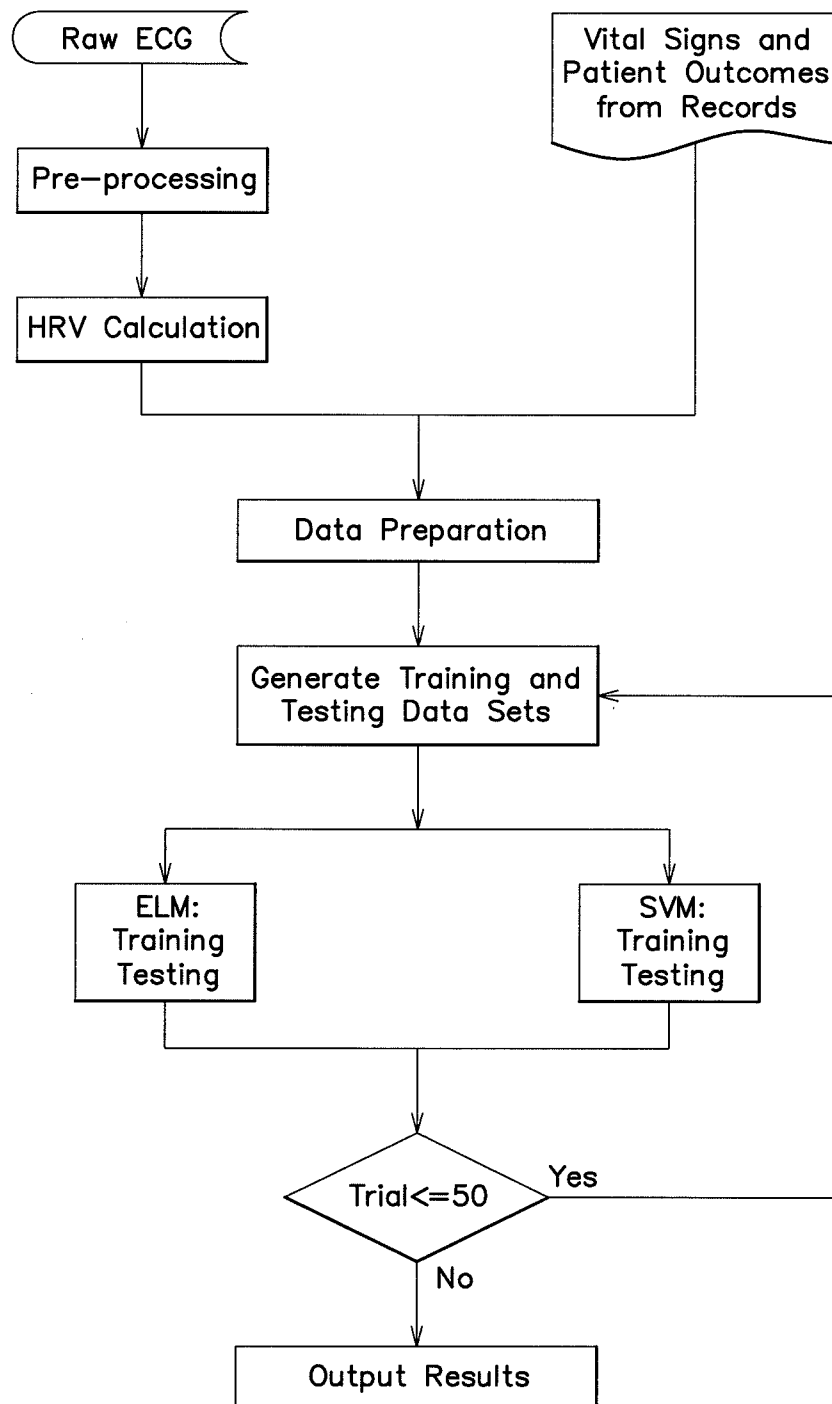 Raw ECG
Vital Signs and
Patient Outcomes
from Records
Pre-processing
HRV Calculation
Data Preparation
Generate Training and
Testing Data Sets
ELM:
Training
Testing
SVM:
Training
Testing
Trial<=50
Yes
No
Output Results